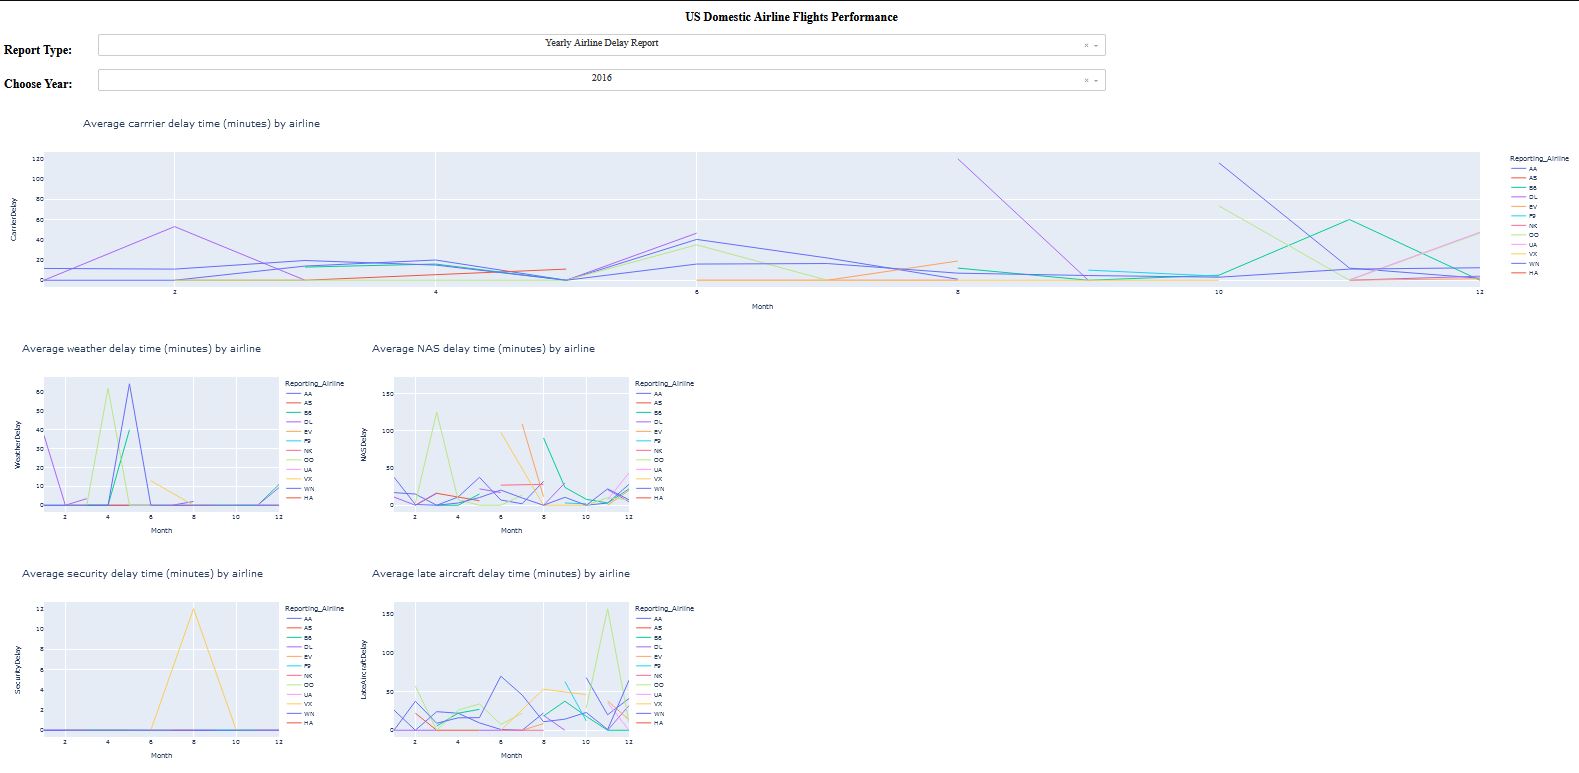 US Domestic Airline Flights Performance
Report Type:
Yearly Airline Delay Report
× -
Choose Year:
2016
× -
Average carrrier delay time (minutes) by airline
120
100
80
60
40
20
0
CarrierDelay
2
4
6
8
10
12
Month
Reporting_Airline
AA
AS
B6
DL
EV
F9
NK
OO
UA
VX
WN
HA
Average weather delay time (minutes) by airline
60
50
40
30
20
10
0
WeatherDelay
2
4
6
8
10
12
Month
Reporting_Airline
AA
AS
B6
DL
EV
F9
NK
OO
UA
VX
WN
HA
Average NAS delay time (minutes) by airline
150
100
50
0
NASDelay
2
4
6
8
10
12
Month
Reporting_Airline
AA
AS
B6
DL
EV
F9
NK
OO
UA
VX
WN
HA
Average security delay time (minutes) by airline
12
10
8
6
4
2
0
SecurityDelay
2
4
6
8
10
12
Month
Reporting_Airline
AA
AS
B6
DL
EV
F9
NK
OO
UA
VX
WN
HA
Average late aircraft delay time (minutes) by airline
150
100
50
0
LateAircraftDelay
2
4
6
8
10
12
Month
Reporting_Airline
AA
AS
B6
DL
EV
F9
NK
OO
UA
VX
WN
HA